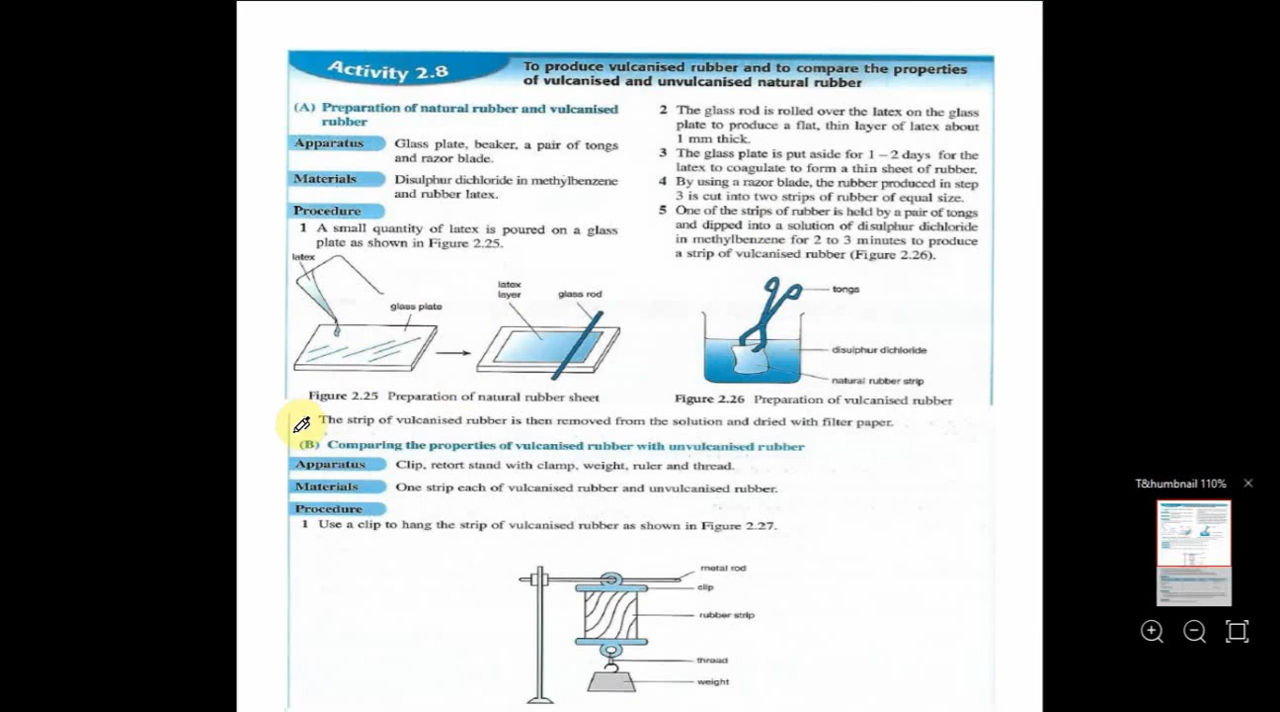 Activity 2.8
To produce vulcanised rubber and to compare the properties
of vulcanised and unvulcanised natural rubber
(A) Preparation of natural rubber and vulcanised
rubber
Apparatus Glass plate, beaker, a pair of tongs
and razor blade.
Materials Disulphur dichloride in methylbenzene
and rubber latex.
Procedure
1 A small quantity of latex is poured on a glass
plate as shown in Figure 2.25.
latex
glass plate
latex
layer
glass rod
Figure 2.25 Preparation of natural rubber sheet
2 The glass rod is rolled over the latex on the glass
plate to produce a flat, thin layer of latex about
1 mm thick.
3 The glass plate is put aside for 1 – 2 days for the
latex to coagulate to form a thin sheet of rubber.
4 By using a razor blade, the rubber produced in step
3 is cut into two strips of rubber of equal size.
5 One of the strips of rubber is held by a pair of tongs
and dipped into a solution of disulphur dichloride
in methylbenzene for 2 to 3 minutes to produce
a strip of vulcanised rubber (Figure 2.26).
tongs
disulphur dichloride
natural rubber strip
Figure 2.26 Preparation of vulcanised rubber
The strip of vulcanised rubber is then removed from the solution and dried with filter paper.
(B) Comparing the properties of vulcanised rubber with unvulcanised rubber
Apparatus Clip, retort stand with clamp, weight, ruler and thread.
Materials One strip each of vulcanised rubber and unvulcanised rubber.
Procedure
1 Use a clip to hang the strip of vulcanised rubber as shown in Figure 2.27.
metal rod
clip
rubber strip
thread
weight
T&humbnail 110%